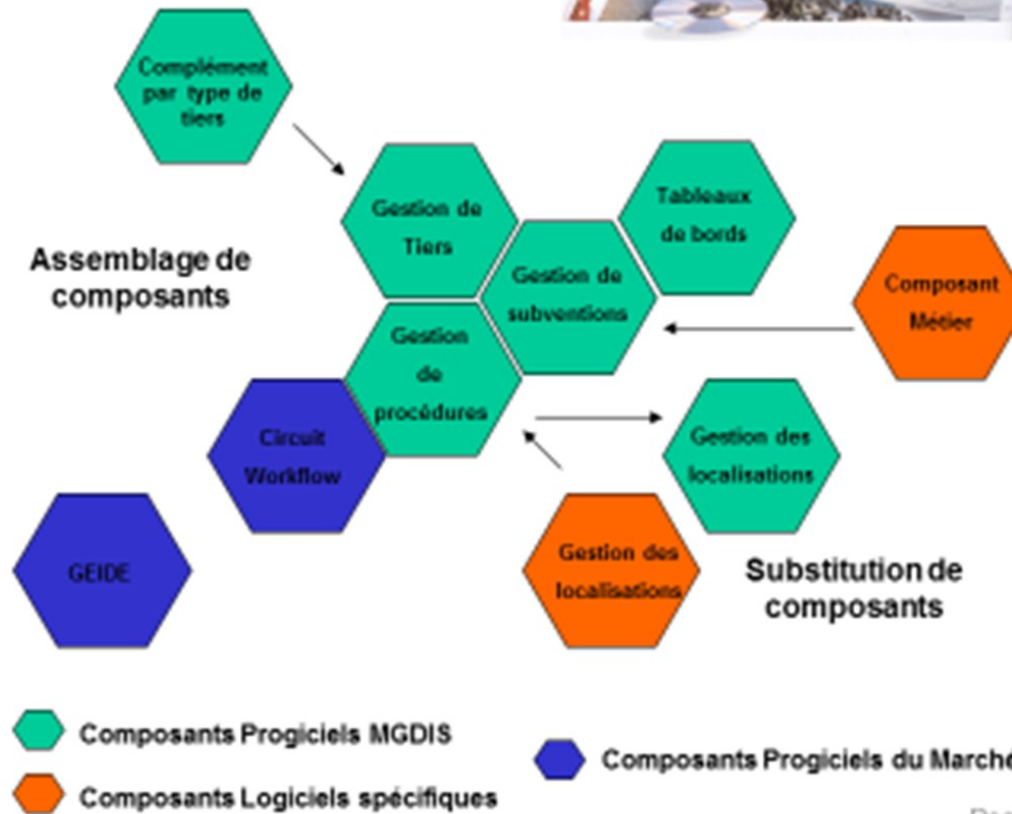 Complément
par type de
tiers
Gestion de
Tiers
Tableaux
de bords
Assemblage de
composants
Gestion de
subventions
Composant
Métier
Gestion
de
procédures
Circuit
Workflow
Gestion des
localisations
GEIDE
Gestion des
localisations
Substitution de
composants
Composants Progiciels MGDIS
Composants Logiciels spécifiques
Composants Progiciels du Marché